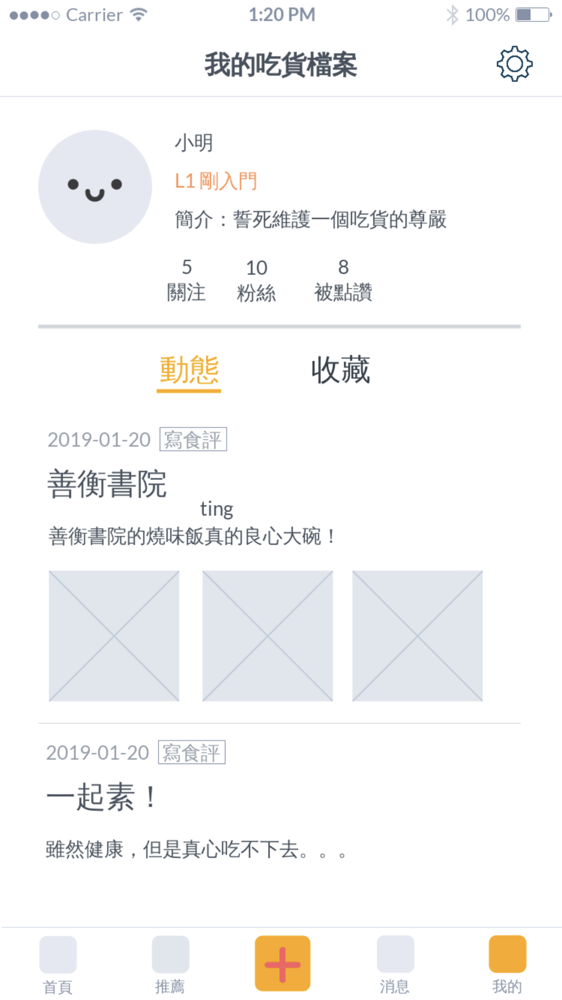 Carrier 1:20 PM 100%
我的吃貨檔案
小明
L1 剛入門
簡介：誓死維護一個吃貨的尊嚴
5 10 8
關注 粉絲 被點讚
動態 收藏
2019-01-20 寫食評
善衡書院
ting
善衡書院的燒味飯真的良心大碗！
2019-01-20 寫食評
一起素！
雖然健康，但是真心吃不下去。。。
首頁 推薦 消息 我的